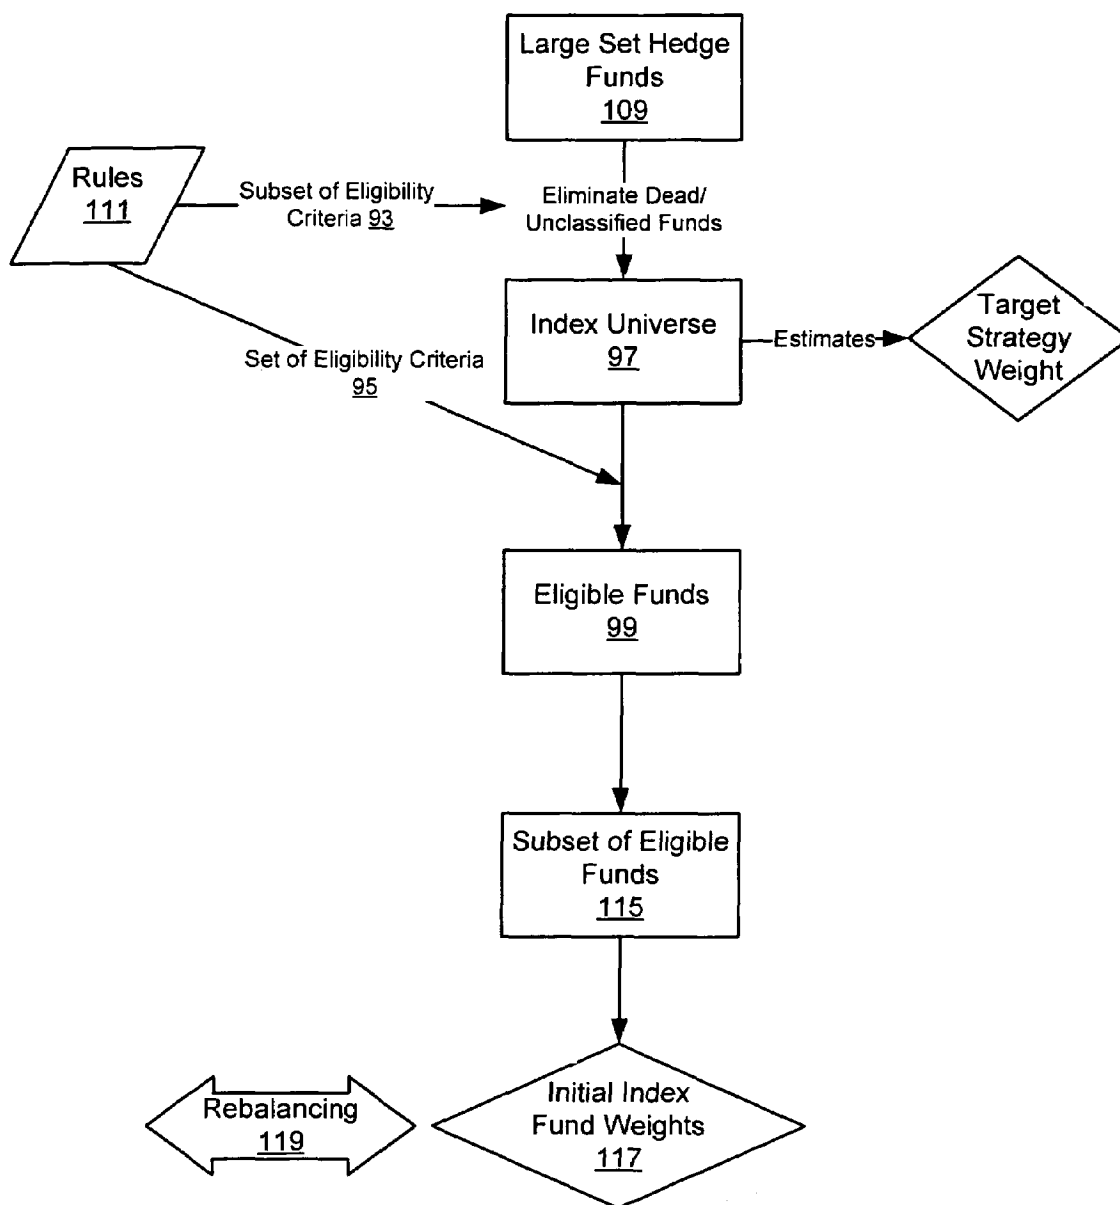 Large Set Hedge
Funds
109
Rules
111
Subset of Eligibility
Criteria 93
Eliminate Dead/
Unclassified Funds
Index Universe
97
Estimates
Target
Strategy
Weight
Set of Eligibility Criteria
95
Eligible Funds
99
Subset of Eligible
Funds
115
Initial Index
Fund Weights
117
Rebalancing
119